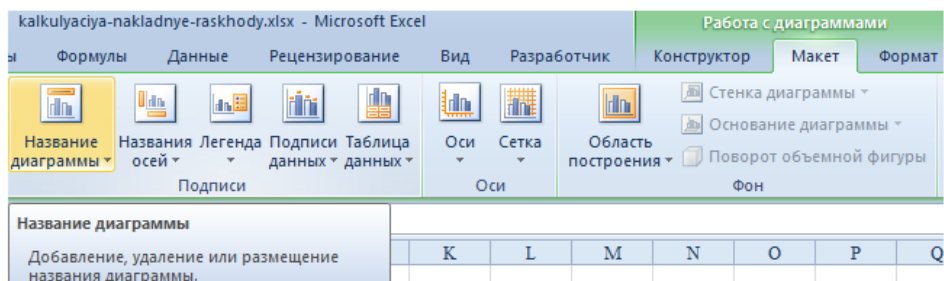 kalkulyaciya-nakladnye-raskhody.xlsx - Microsoft Excel
Работа с диаграммами
ы Формулы Данные Рецензирование Вид Разработчик Конструктор Макет Формат
Название диаграммы
Названия осей
Легенда
Подписи данных
Таблица данных
Подписи
Оси
Сетка
Оси
Область построения
Стенка диаграммы
Основание диаграммы
Поворот объемной фигуры
Фон
Название диаграммы
Добавление, удаление или размещение
названия диаграммы.
K L M N O P Q